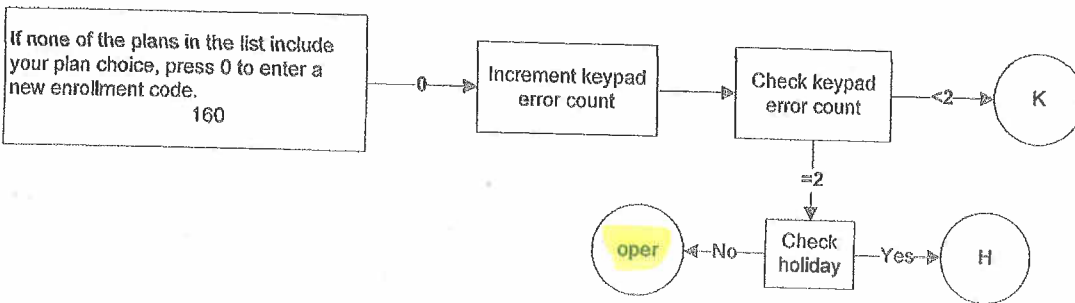 If none of the plans in the list include
your plan choice, press 0 to enter a
new enrollment code.
160
0
Increment keypad
error count
Check keypad
error count
<2
K
=2
oper
No
Check
holiday
Yes
H